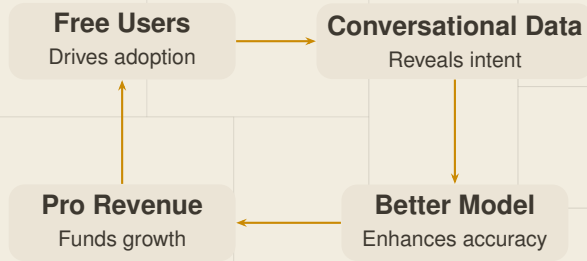 Free Users
Drives adoption
Conversational Data
Reveals intent
Pro Revenue
Funds growth
Better Model
Enhances accuracy